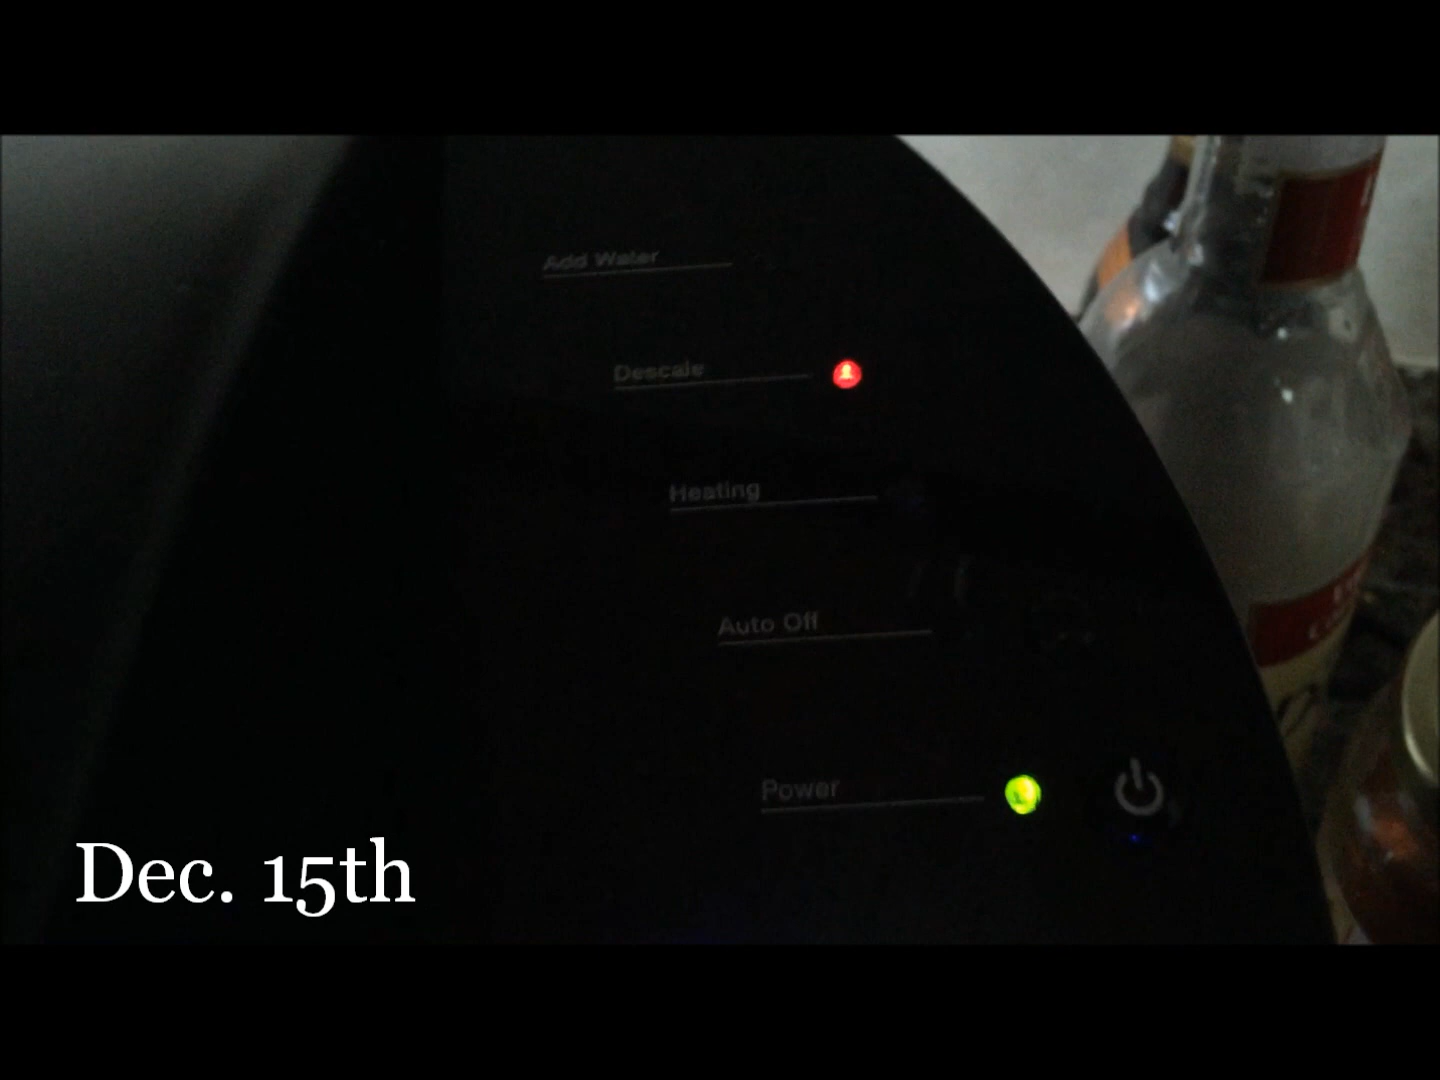 Add Water
Descale
Heating
Auto Off
Power
Dec. 15th